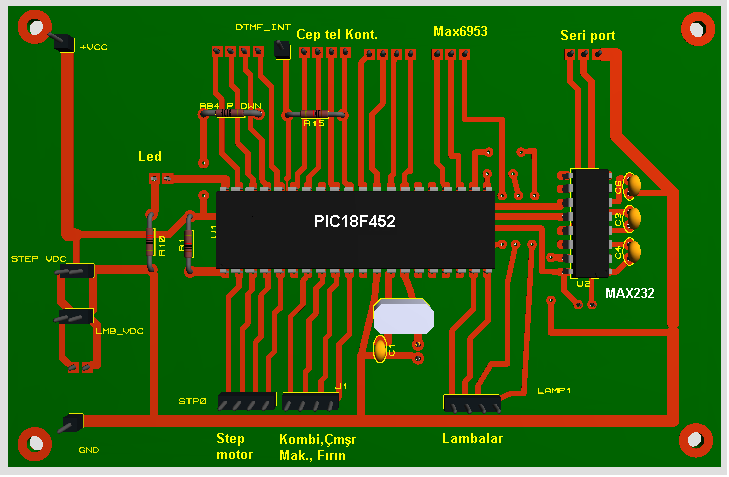 DTMF_INT
Cep tel Kont.
Max6953
Seri port
+VCC
RB4_P_DWN
R15
Led
PIC18F452
U1
R10
R1
C5
C3
C4
STEP_VDC
U2
MAX232
LMB_VDC
C1
J1
STP0
LAMP1
GND
Step
motor
Kombi,Çmşr
Mak., Fırın
Lambalar